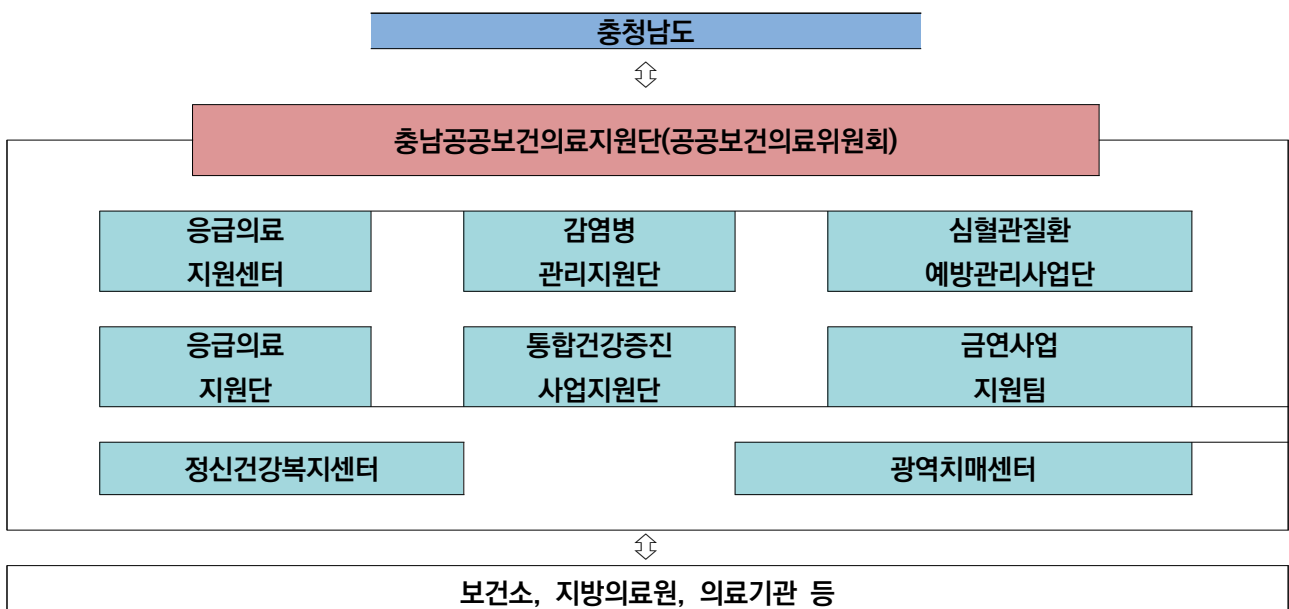 충청남도
충남공공보건의료지원단(공공보건의료위원회)
응급의료
지원센터
감염병
관리지원단
심혈관질환
예방관리사업단
응급의료
지원단
통합건강증진
사업지원단
금연사업
지원팀
정신건강복지센터
광역치매센터
보건소, 지방의료원, 의료기관 등